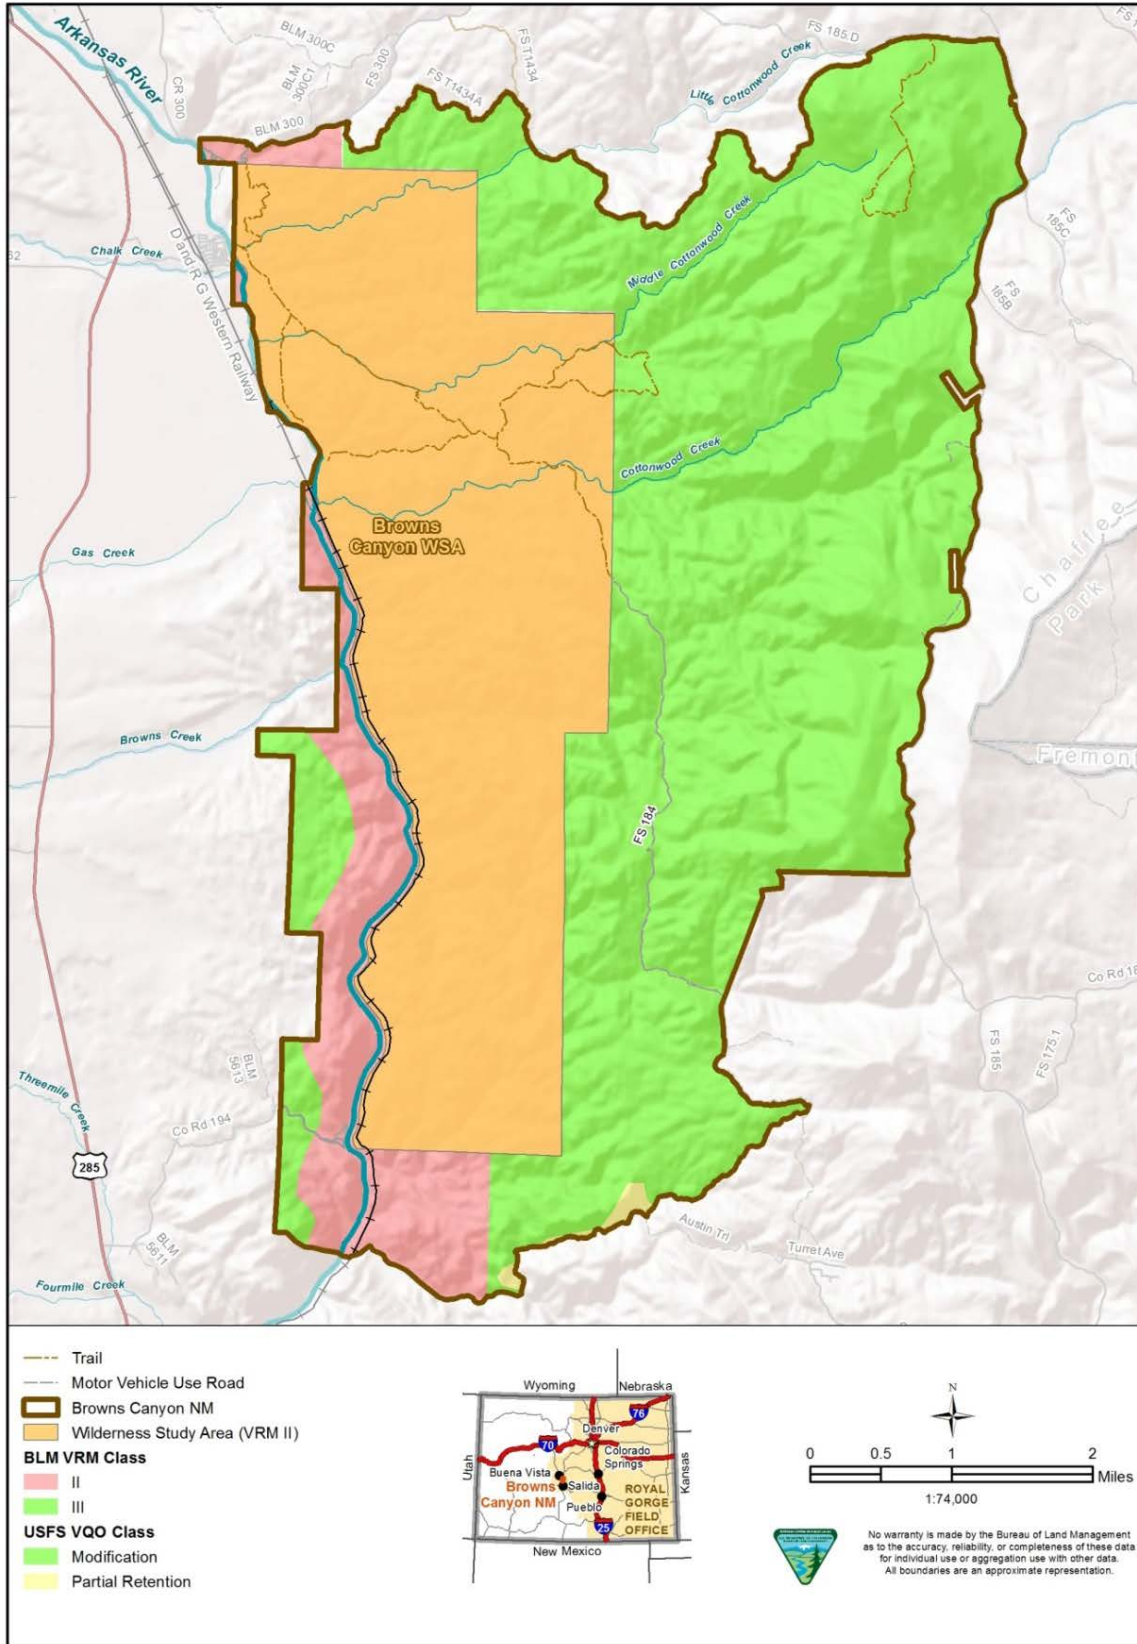 Arkansas River
CR 300
BLM 300C
BLM 300C1
FS 300
FS T1434A
FS T1434
FS 185.D
Little Cottonwood Creek
BLM 300
Chalk Creek
D and R G Western Railway
62
Middle Cottonwood Creek
FS 185C
FS 185B
Cottonwood Creek
Browns
Canyon WSA
Gas Creek
Chaffee
Park
Browns Creek
Fremont
FS 184
Co Rd 18
FS 185
FS 175.1
BLM 5613
Threemile Creek
Co Rd 194
285
BLM 5611
Austin Trl
Turret Ave
Fourmile Creek
Trail
Motor Vehicle Use Road
Browns Canyon NM
Wilderness Study Area (VRM II)
BLM VRM Class
II
III
USFS VQO Class
Modification
Partial Retention
Wyoming
Nebraska
76
Denver
70
Colorado
Springs
Utah
Kansas
Buena Vista
Browns
Canyon NM
Salida
Pueblo
ROYAL
GORGE
FIELD
OFFICE
25
New Mexico
N
0 0.5 1 2
Miles
1:74,000
No warranty is made by the Bureau of Land Management
as to the accuracy, reliability, or completeness of these data
for individual use or aggregation use with other data.
All boundaries are an approximate representation.